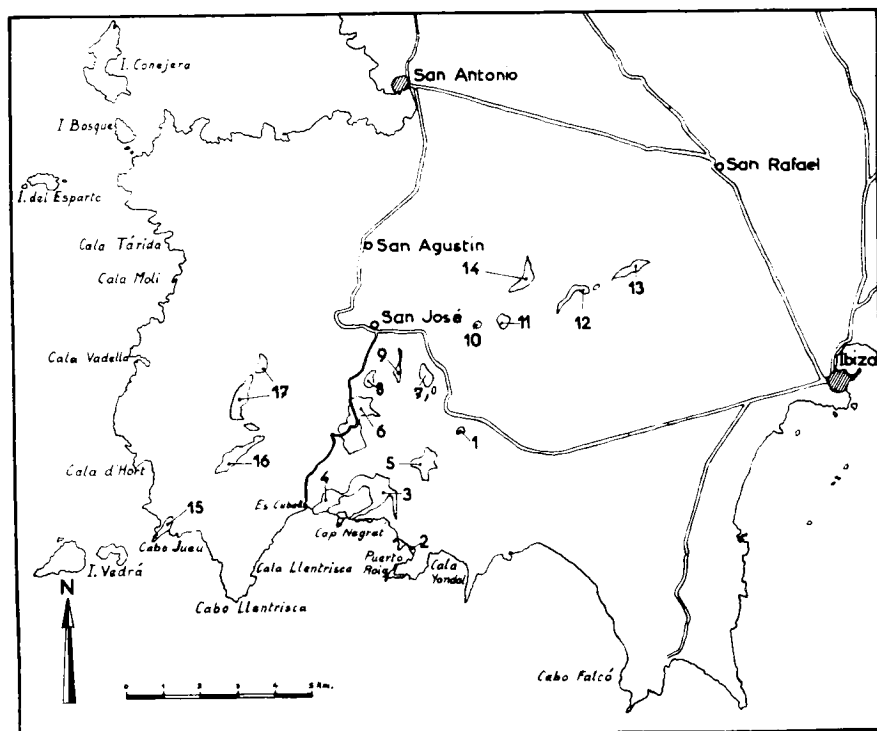 I. Conejera
San Antonio
I Bosque
San Rafael
I. del Esparto
Cala Tárida
San Agustin
Cala Moli
14
13
12
San José
10
11
Ibiza
Cala Vadella
9
17
8
7
6
1
Cala d'Hort
16
5
4
3
Es Cubells
15
Cap Negret
Cabo Jueu
2
Puerto
Roig
Cala
Yondal
I. Vedrá
Cala Llentrisca
N
Cabo Llentrisca
Cabo Falcó
0 1 2 3 4 5 Km.